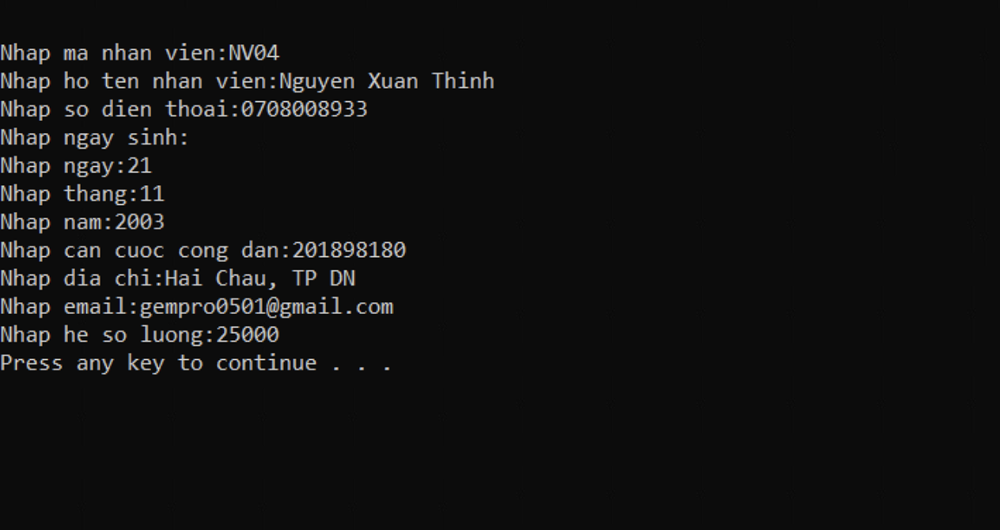 Nhap ma nhan vien:NV04
Nhap ho ten nhan vien:Nguyen Xuan Thinh
Nhap so dien thoai:0708008933
Nhap ngay sinh:
Nhap ngay:21
Nhap thang:11
Nhap nam:2003
Nhap can cuoc cong dan:201898180
Nhap dia chi:Hai Chau, TP DN
Nhap email:gempro0501@gmail.com
Nhap he so luong:25000
Press any key to continue . . .